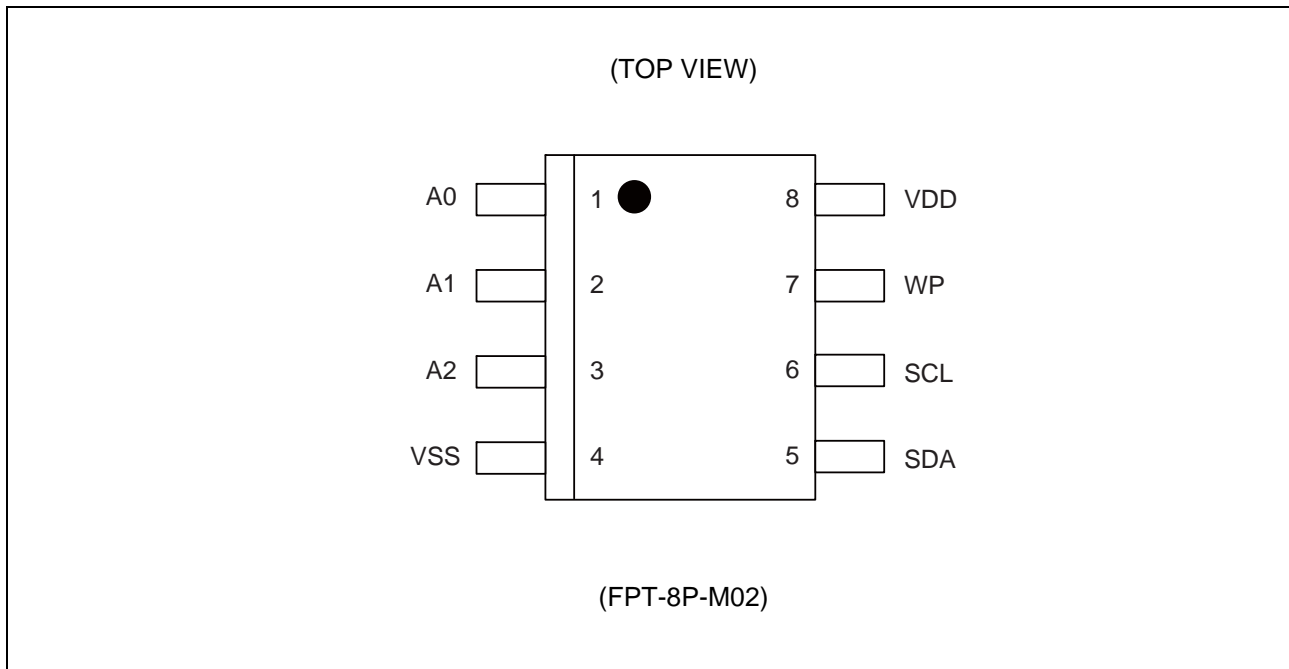 (TOP VIEW)
A0 1 8 VDD
A1 2 7 WP
A2 3 6 SCL
VSS 4 5 SDA
(FPT-8P-M02)